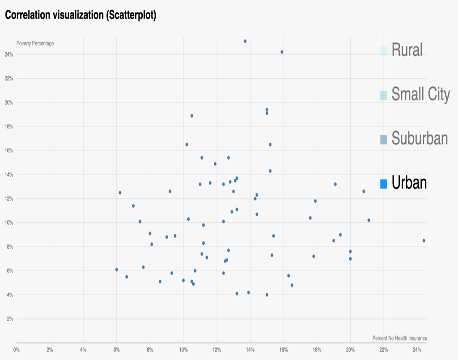 Correlation visualization (Scatterplot)
Poverty Percentage
24%
22%
20%
18%
16%
14%
12%
10%
8%
6%
4%
2%
Rural
Small City
Suburban
Urban
Percent No Health Insurance
0% 2% 4% 6% 8% 10% 12% 14% 16% 18% 20% 22% 24%